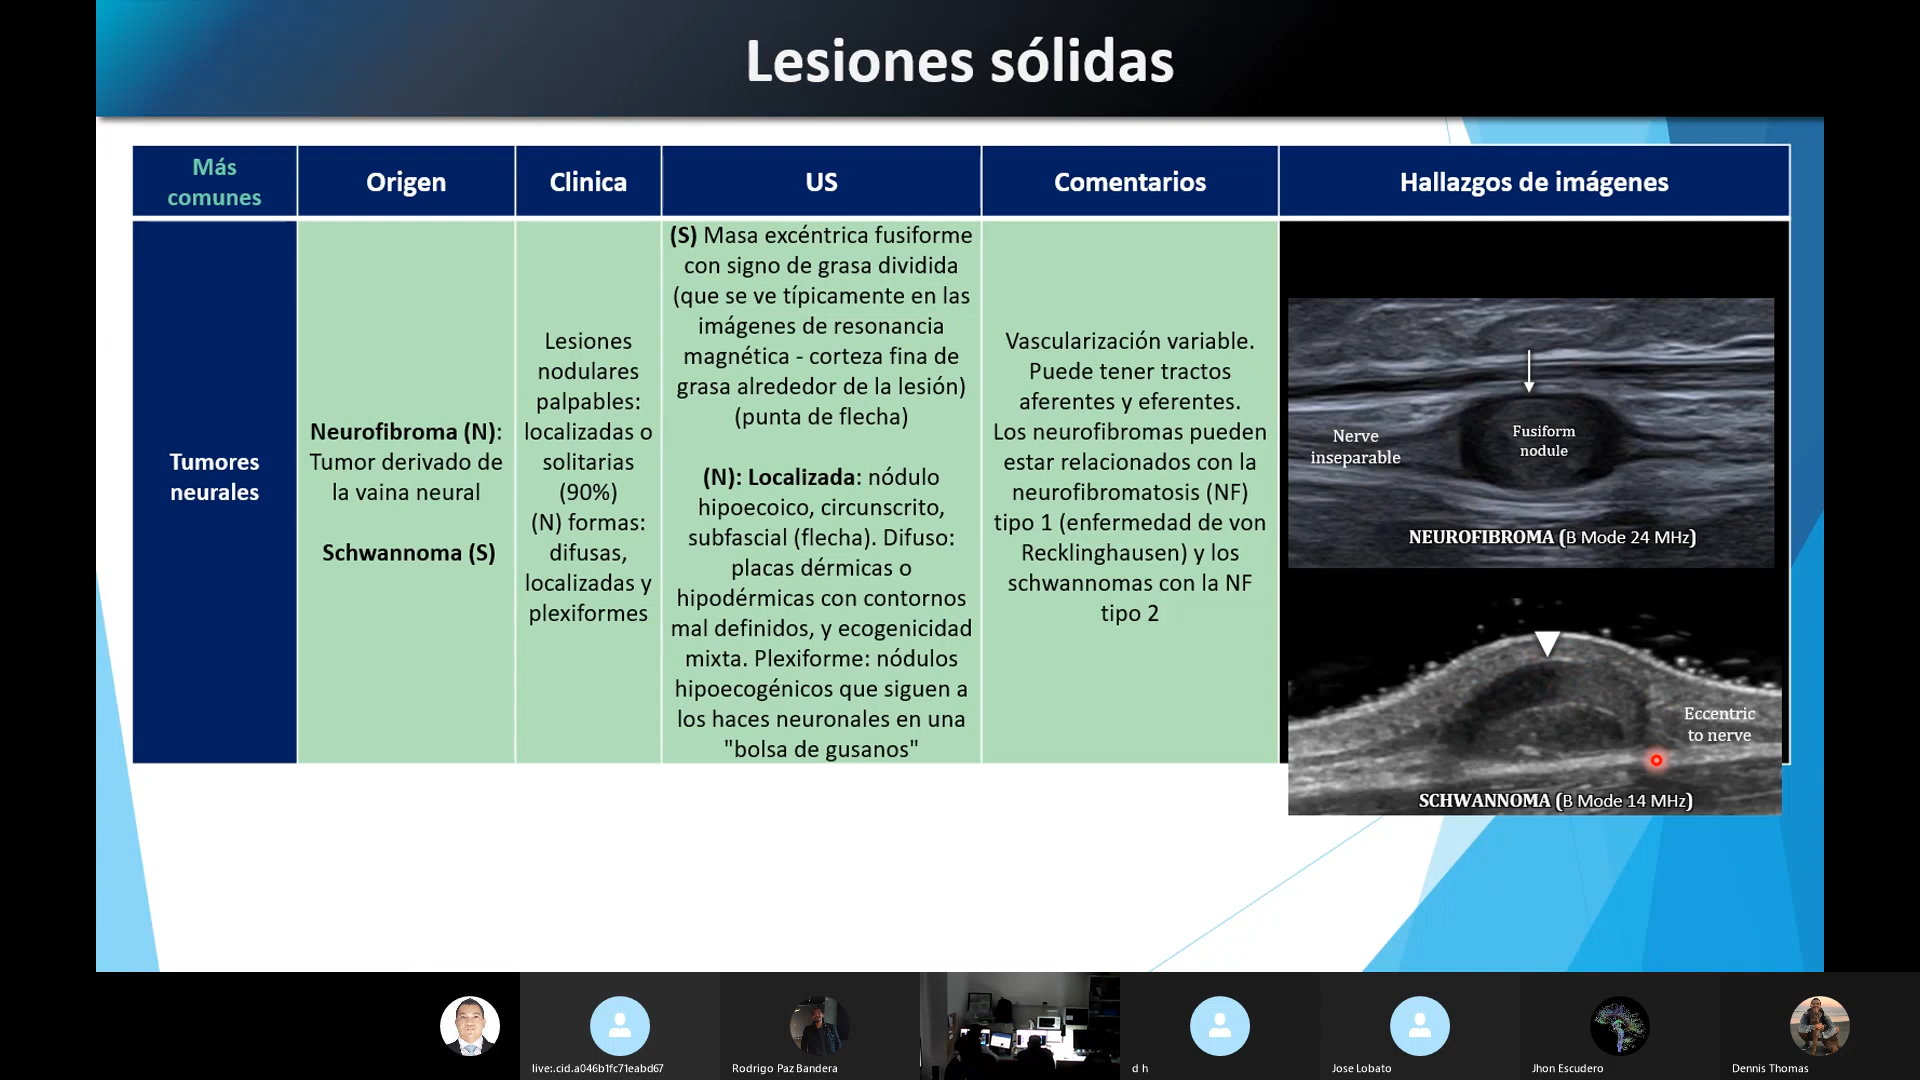 Lesiones sólidas
Más
comunes
Origen
Clinica
US
Comentarios
Hallazgos de imágenes
Tumores
neurales
Neurofibroma (N):
Tumor derivado de
la vaina neural
Schwannoma (S)
Lesiones
nodulares
palpables:
localizadas o
solitarias
(90%)
(N) formas:
difusas,
localizadas y
plexiformes
(S) Masa excéntrica fusiforme
con signo de grasa dividida
(que se ve típicamente en las
imágenes de resonancia
magnética - corteza fina de
grasa alrededor de la lesión)
(punta de flecha)
(N): Localizada: nódulo
hipoecoico, circunscrito,
subfascial (flecha). Difuso:
placas dérmicas o
hipodérmicas con contornos
mal definidos, y ecogenicidad
mixta. Plexiforme: nódulos
hipoecogénicos que siguen a
los haces neuronales en una
"bolsa de gusanos"
Vascularización variable.
Puede tener tractos
aferentes y eferentes.
Los neurofibromas pueden
estar relacionados con la
neurofibromatosis (NF)
tipo 1 (enfermedad de von
Recklinghausen) y los
schwannomas con la NF
tipo 2
Nerve
inseparable
Fusiform
nodule
NEUROFIBROMA (B Mode 24 MHz)
Eccentric
to nerve
SCHWANNOMA (B Mode 14 MHz)
live:.cid.a046b1fc71eabd67
Rodrigo Paz Bandera
d h
Jose Lobato
Jhon Escudero
Dennis Thomas